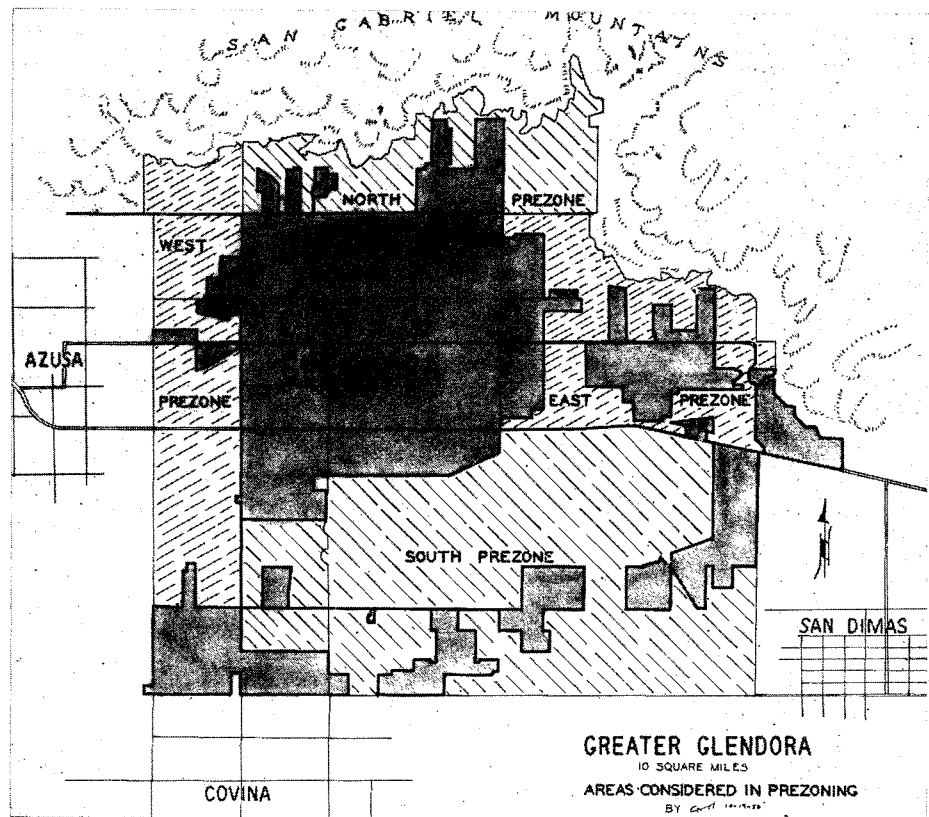 SAN GABRIEL MOUNTAINS
NORTH PREZONE
WEST
AZUSA
PREZONE
EAST PREZONE
SOUTH PREZONE
SAN DIMAS
GREATER GLENDORA
10 SQUARE MILES
AREAS CONSIDERED IN PREZONING
BY
COVINA